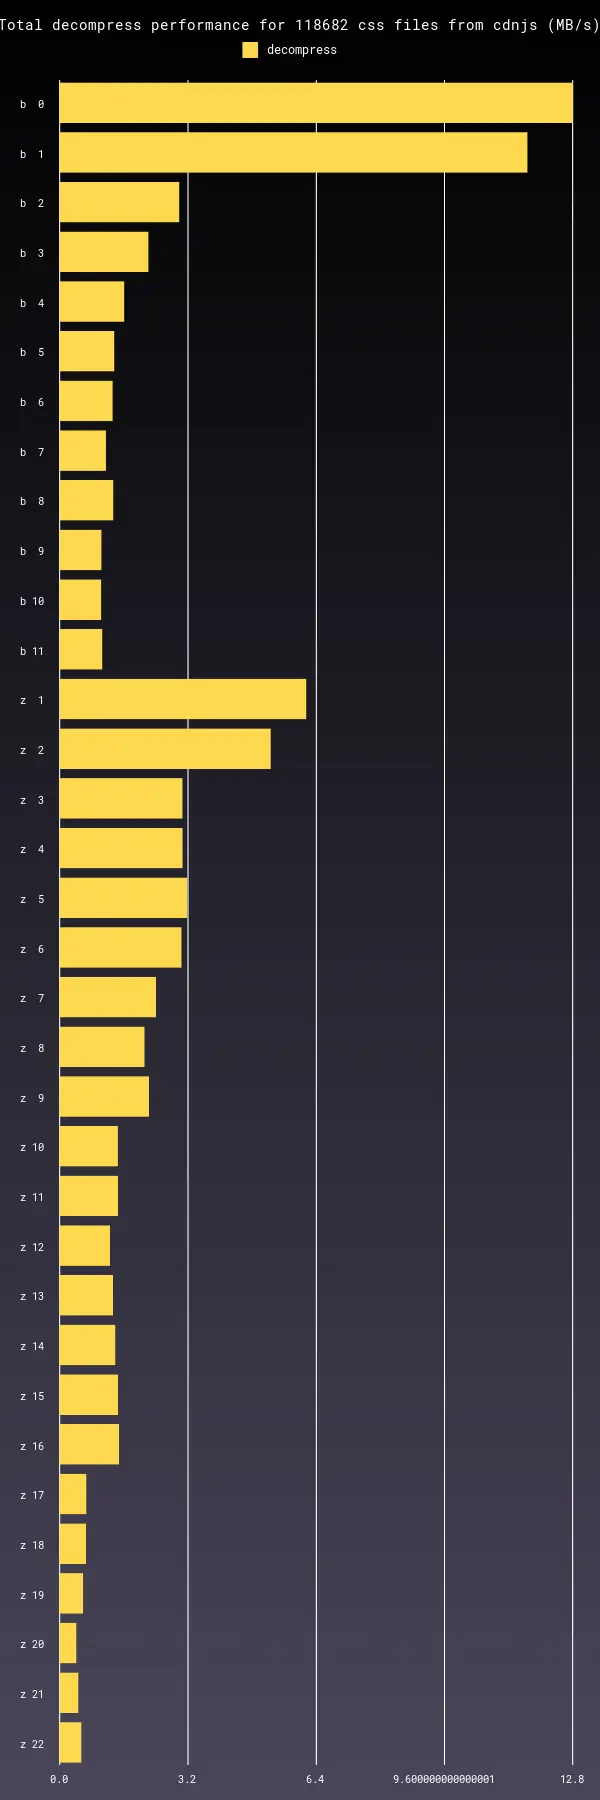 Total decompress performance for 118682 css files from cdnjs (MB/s)
decompress
b 0
b 1
b 2
b 3
b 4
b 5
b 6
b 7
b 8
b 9
b 10
b 11
z 1
z 2
z 3
z 4
z 5
z 6
z 7
z 8
z 9
z 10
z 11
z 12
z 13
z 14
z 15
z 16
z 17
z 18
z 19
z 20
z 21
z 22
0.0 3.2 6.4 9.600000000000001 12.8